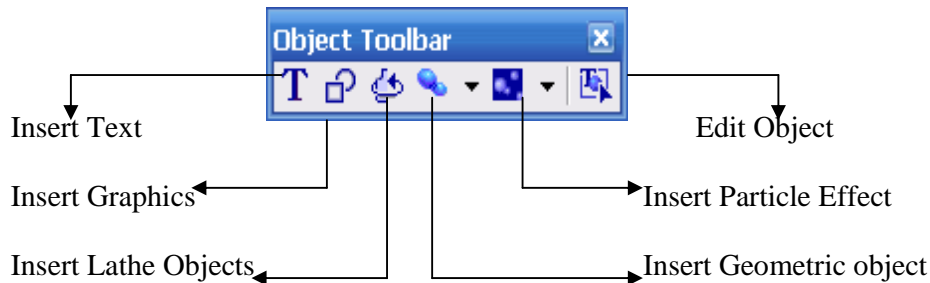 Object Toolbar
T
Insert Text
Edit Object
Insert Graphics
Insert Particle Effect
Insert Lathe Objects
Insert Geometric object